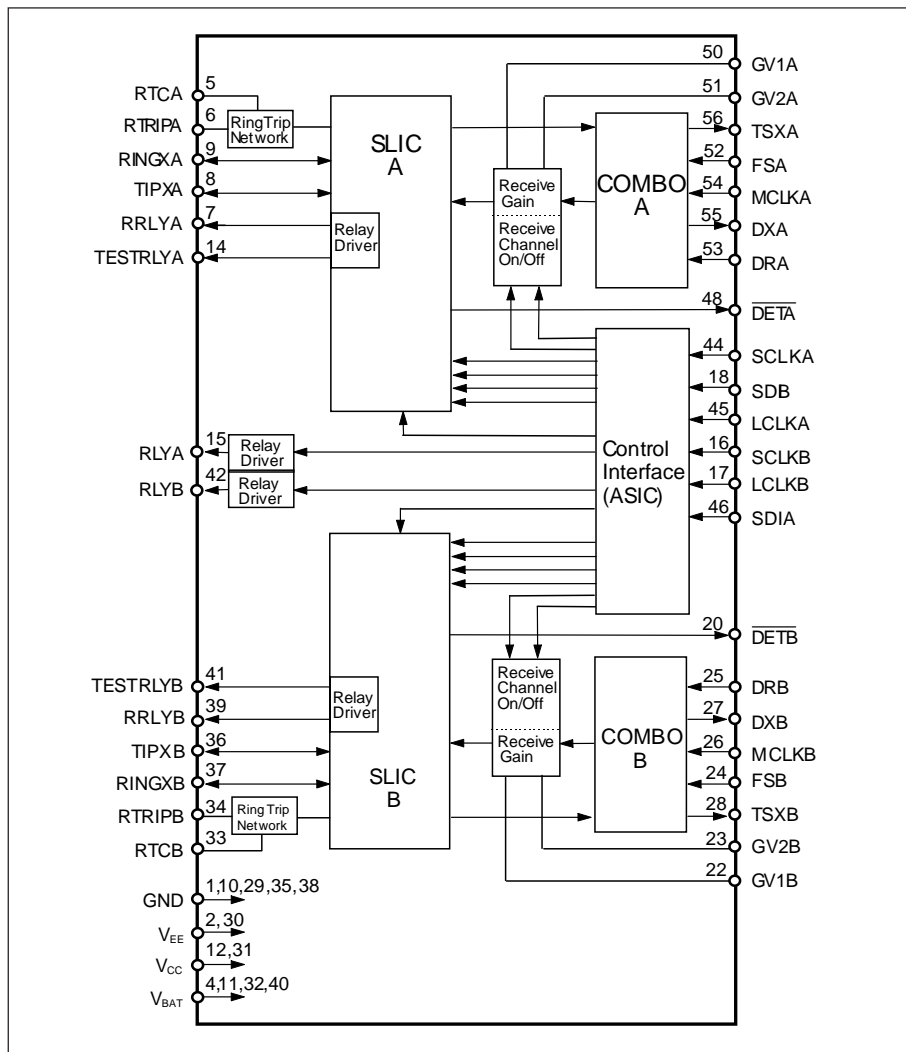 50
GV1A
5
RTCA
51
GV2A
6
RTRIPA
RingTrip
Network
56
TSXA
9
RINGXA
SLIC
A
52
FSA
8
TIPXA
Receive
Gain
COMBO
A
54
MCLKA
7
RRLYA
Relay
Driver
Receive
Channel
On/Off
55
DXA
14
TESTRLYA
53
DRA
48
DETA
44
SCLKA
18
SDB
45
LCLKA
15
RLYA
Relay
Driver
Control
Interface
(ASIC)
16
SCLKB
42
RLYB
Relay
Driver
17
LCLKB
46
SDIA
20
DETB
41
TESTRLYB
Relay
Driver
Receive
Channel
On/Off
25
DRB
39
RRLYB
27
DXB
36
TIPXB
Receive
Gain
COMBO
B
26
MCLKB
37
RINGXB
SLIC
B
24
FSB
34
RTRIPB
RingTrip
Network
28
TSXB
33
RTCB
23
GV2B
22
GV1B
1,10,29,35,38
GND
2,30
VEE
12,31
VCC
4,11,32,40
VBAT